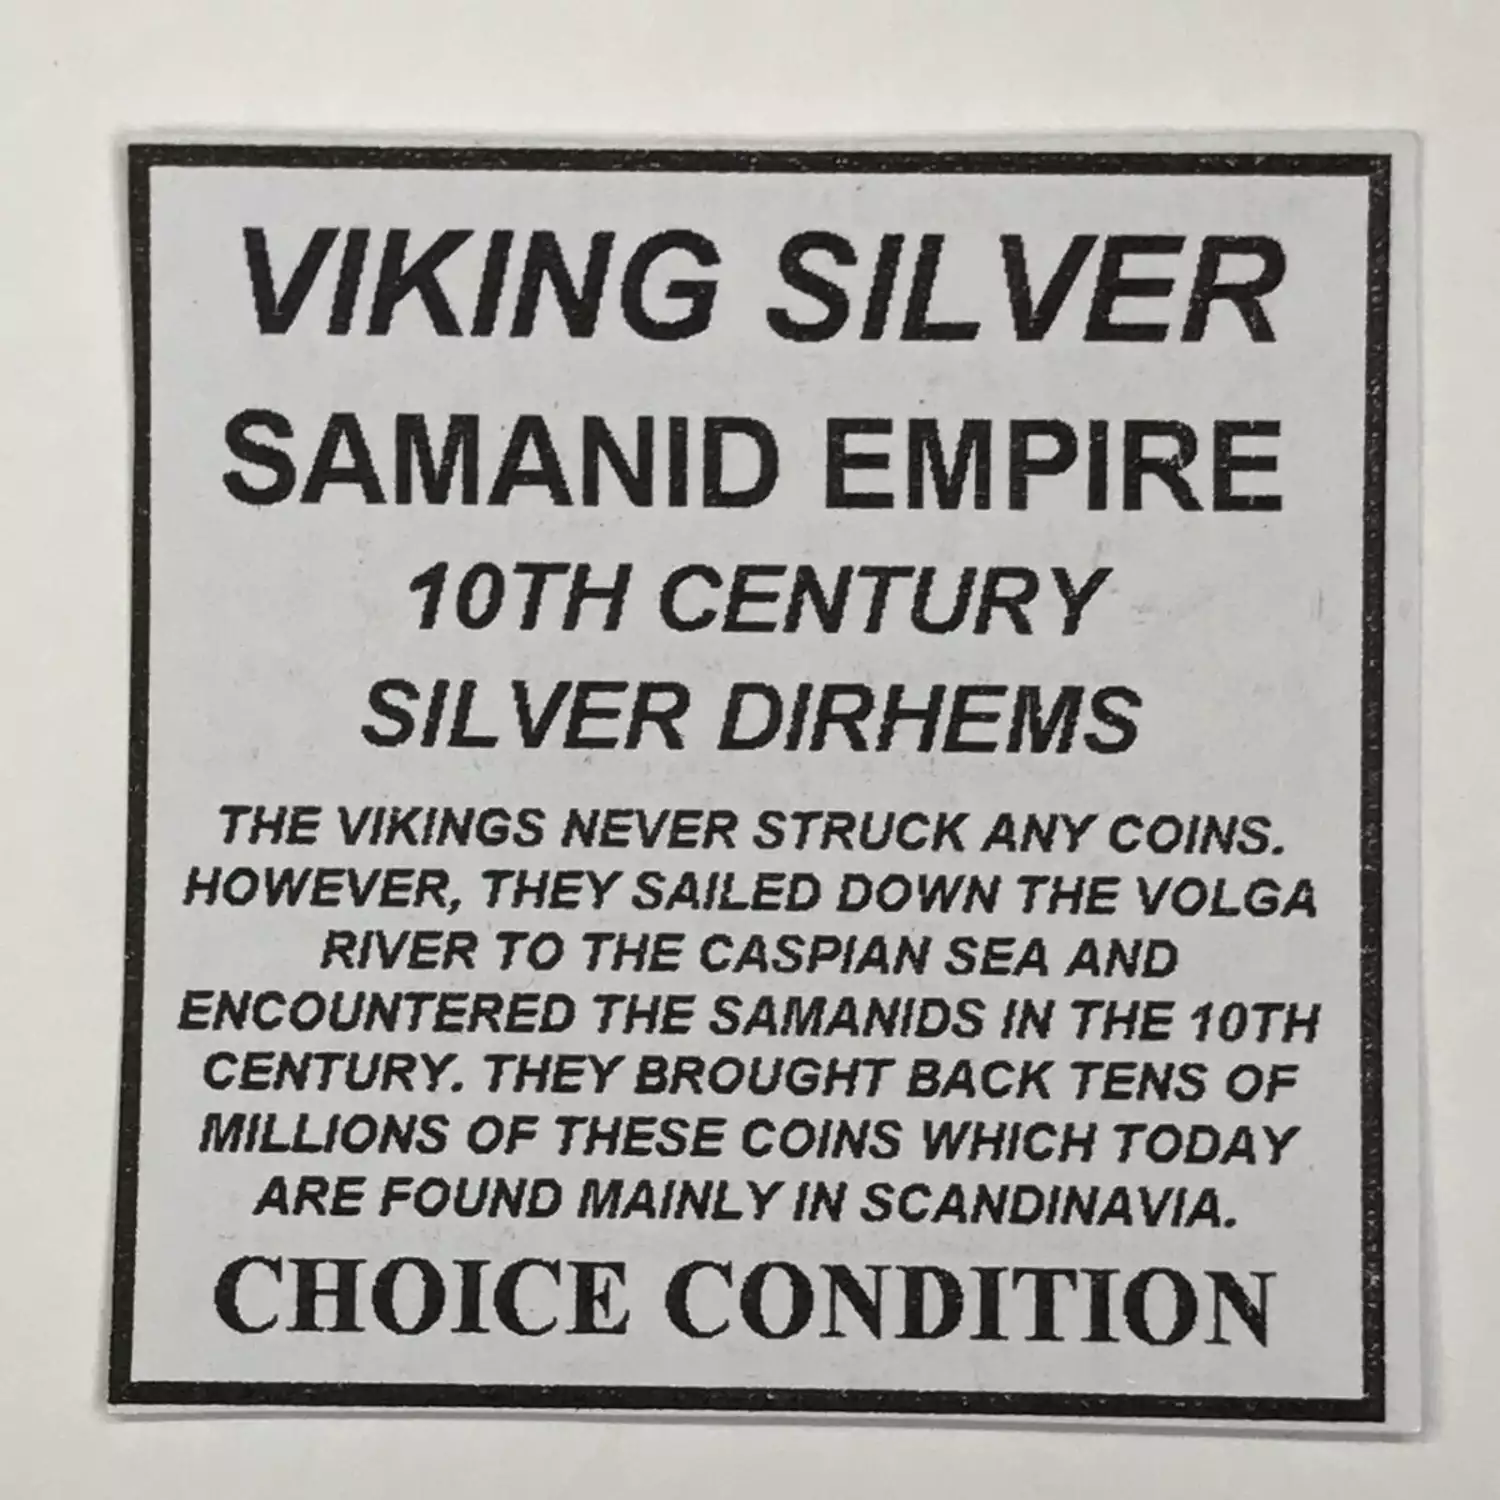 VIKING SILVER
SAMANID EMPIRE
10TH CENTURY
SILVER DIRHEMS
THE VIKINGS NEVER STRUCK ANY COINS.
HOWEVER, THEY SAILED DOWN THE VOLGA
RIVER TO THE CASPIAN SEA AND
ENCOUNTERED THE SAMANIDS IN THE 10TH
CENTURY. THEY BROUGHT BACK TENS OF
MILLIONS OF THESE COINS WHICH TODAY
ARE FOUND MAINLY IN SCANDINAVIA.
CHOICE CONDITION